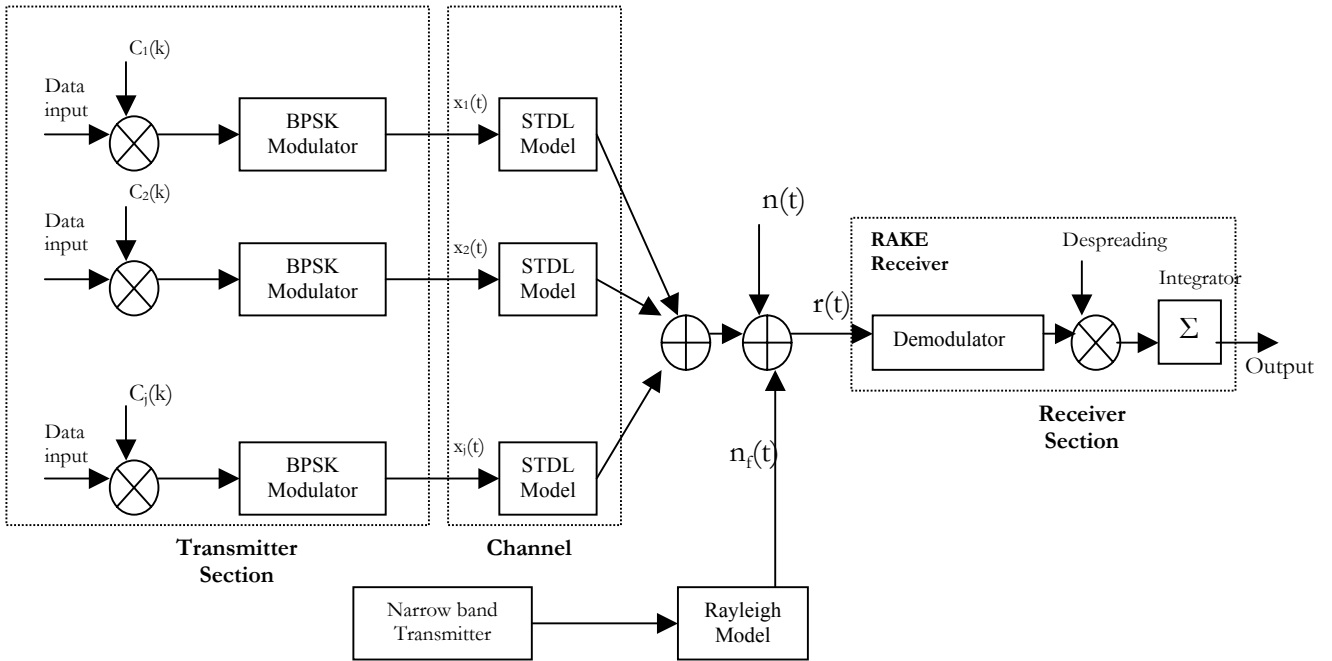 C₁(k)
Data
input
BPSK
Modulator
x₁(t)
STDL
Model
C₂(k)
Data
input
BPSK
Modulator
x₂(t)
STDL
Model
Cⱼ(k)
Data
input
BPSK
Modulator
xⱼ(t)
STDL
Model
Transmitter
Section
Channel
n(t)
n_f(t)
r(t)
RAKE
Receiver
Despreading
Integrator
Demodulator
Σ
Output
Receiver
Section
Narrow band
Transmitter
Rayleigh
Model